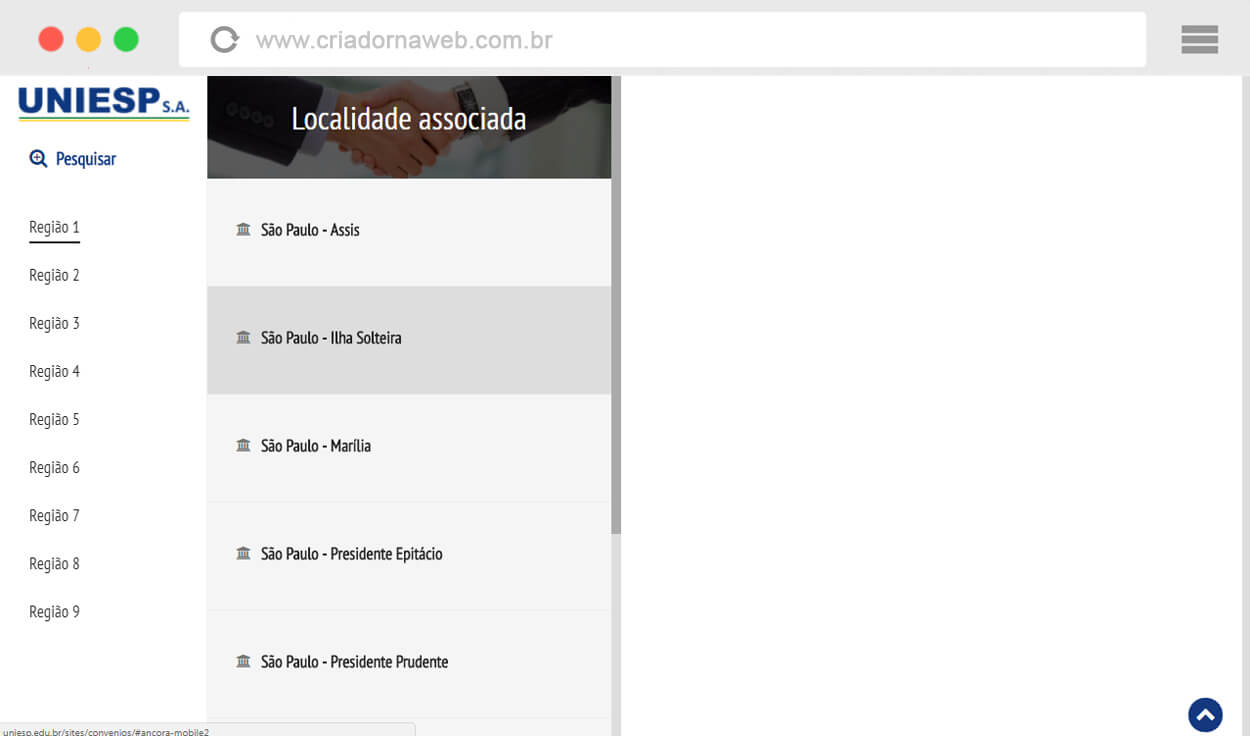 www.criadornaweb.com.br
UNIESP S.A.
Pesquisar
Região 1
Região 2
Região 3
Região 4
Região 5
Região 6
Região 7
Região 8
Região 9
Localidade associada
São Paulo - Assis
São Paulo - Ilha Solteira
São Paulo - Marília
São Paulo - Presidente Epitácio
São Paulo - Presidente Prudente
uniesp.edu.br/sites/convenios/#ancora-mobile2